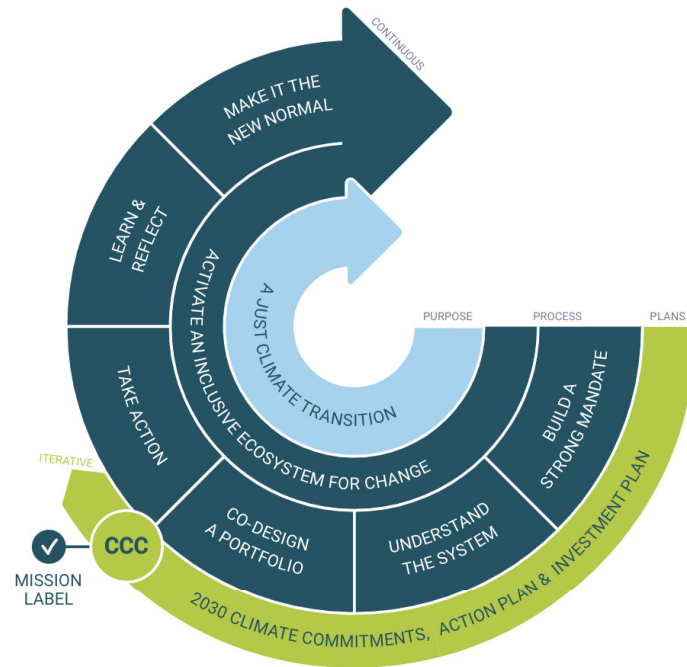 CONTINUOUS
MAKE IT THE
NEW NORMAL
LEARN &
REFLECT
ACTIVATE AN INCLUSIVE ECOSYSTEM FOR CHANGE
A JUST CLIMATE TRANSITION
PURPOSE
PROCESS
PLANS
TAKE ACTION
BUILD A
STRONG MANDATE
ITERATIVE
CO-DESIGN
A PORTFOLIO
UNDERSTAND
THE SYSTEM
CCC
MISSION
LABEL
2030 CLIMATE COMMITMENTS, ACTION PLAN & INVESTMENT PLAN